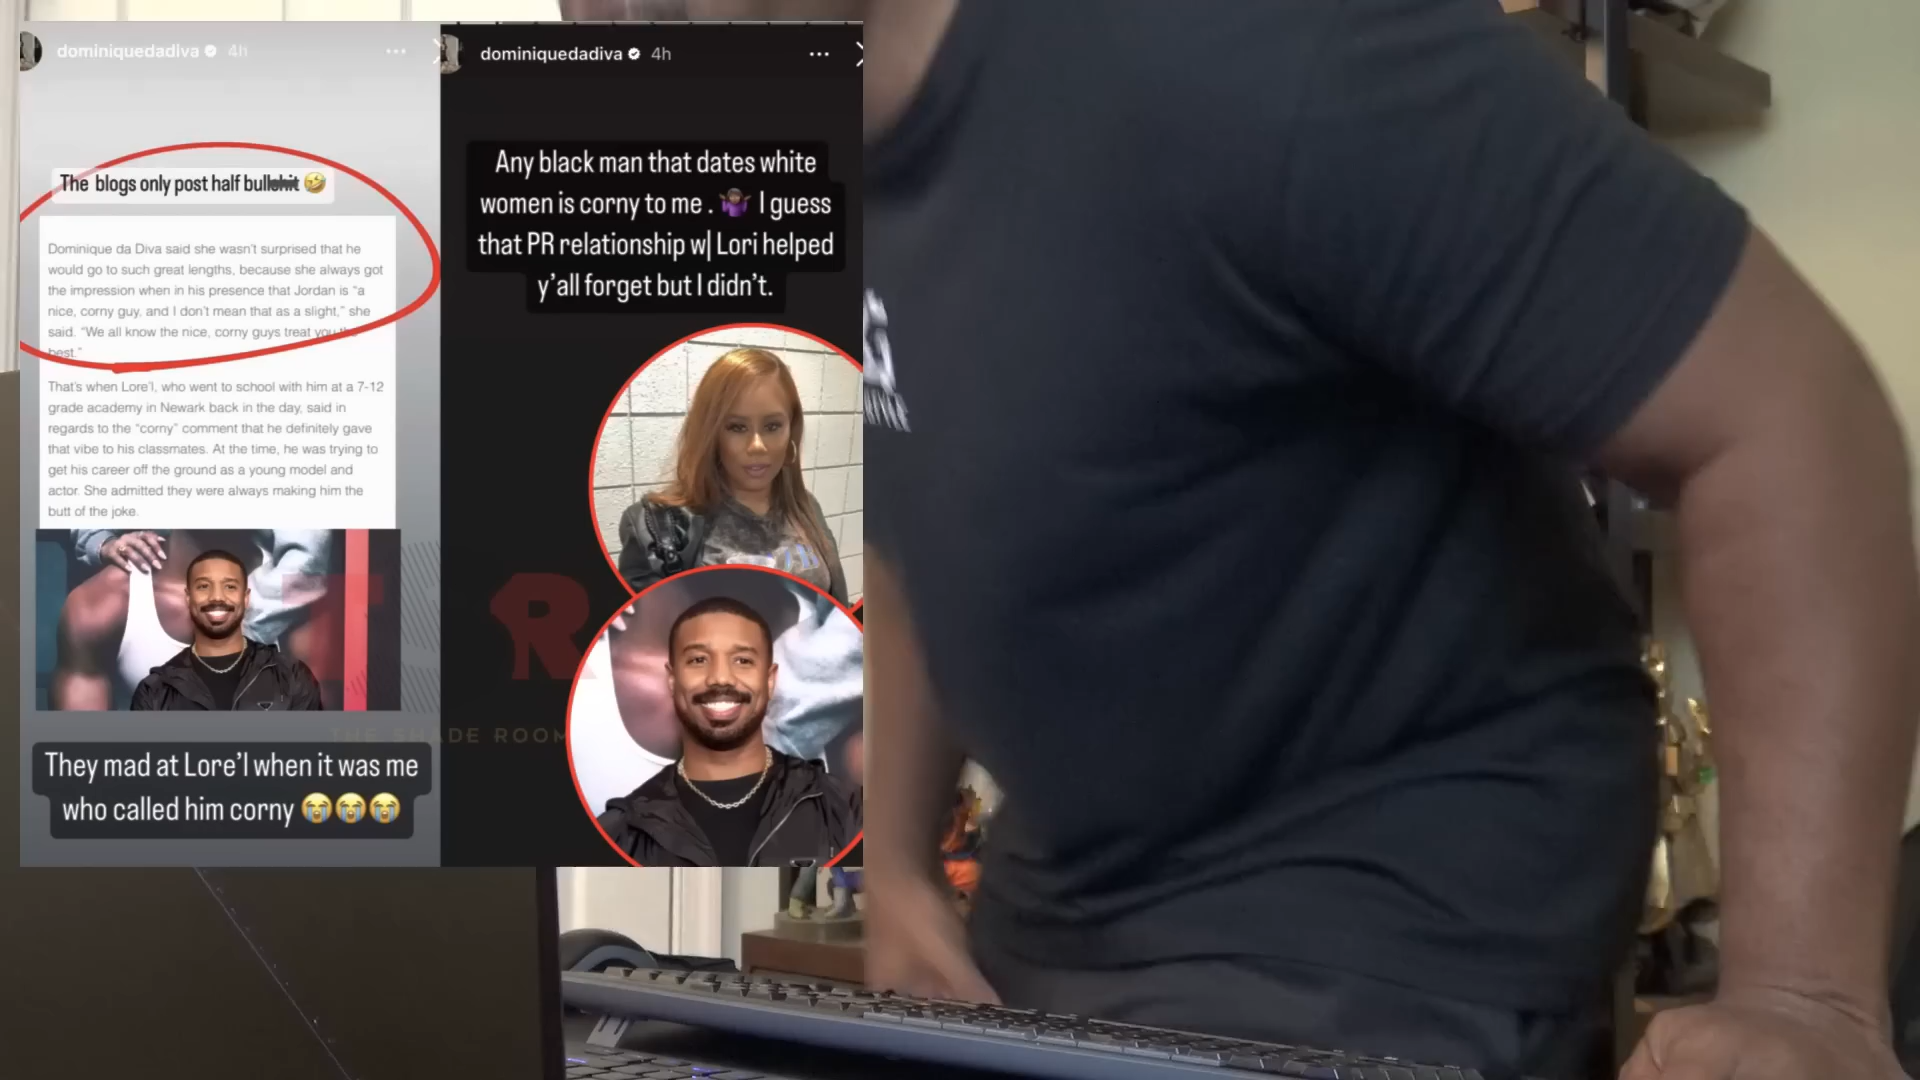 dominiquedadiva 4h
The blogs only post half bullshit 🤣
Dominique da Diva said she wasn't surprised that he
would go to such great lengths, because she always got
the impression when in his presence that Jordan is “a
nice, corny guy, and I don't mean that as a slight,” she
said. “We all know the nice, corny guys treat you the
best.”
That's when Lore'l, who went to school with him at a 7-12
grade academy in Newark back in the day, said in
regards to the “corny” comment that he definitely gave
that vibe to his classmates. At the time, he was trying to
get his career off the ground as a young model and
actor. She admitted they were always making him the
butt of the joke.
They mad at Lore'l when it was me
who called him corny 😭😭😭
dominiquedadiva 4h
Any black man that dates white
women is corny to me . 🤷🏾‍♀️ I guess
that PR relationship w| Lori helped
y'all forget but I didn't.
T R
THE SHADE ROOM